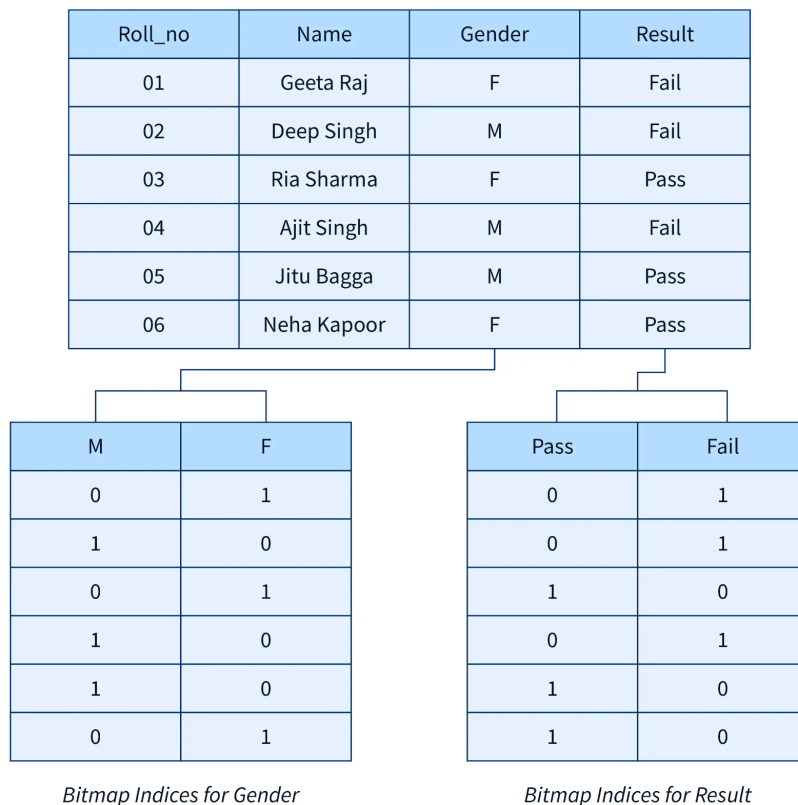 Roll_no Name Gender Result
01 Geeta Raj F Fail
02 Deep Singh M Fail
03 Ria Sharma F Pass
04 Ajit Singh M Fail
05 Jitu Bagga M Pass
06 Neha Kapoor F Pass
M F
0 1
1 0
0 1
1 0
1 0
0 1
Bitmap Indices for Gender
Pass Fail
0 1
0 1
1 0
0 1
1 0
1 0
Bitmap Indices for Result